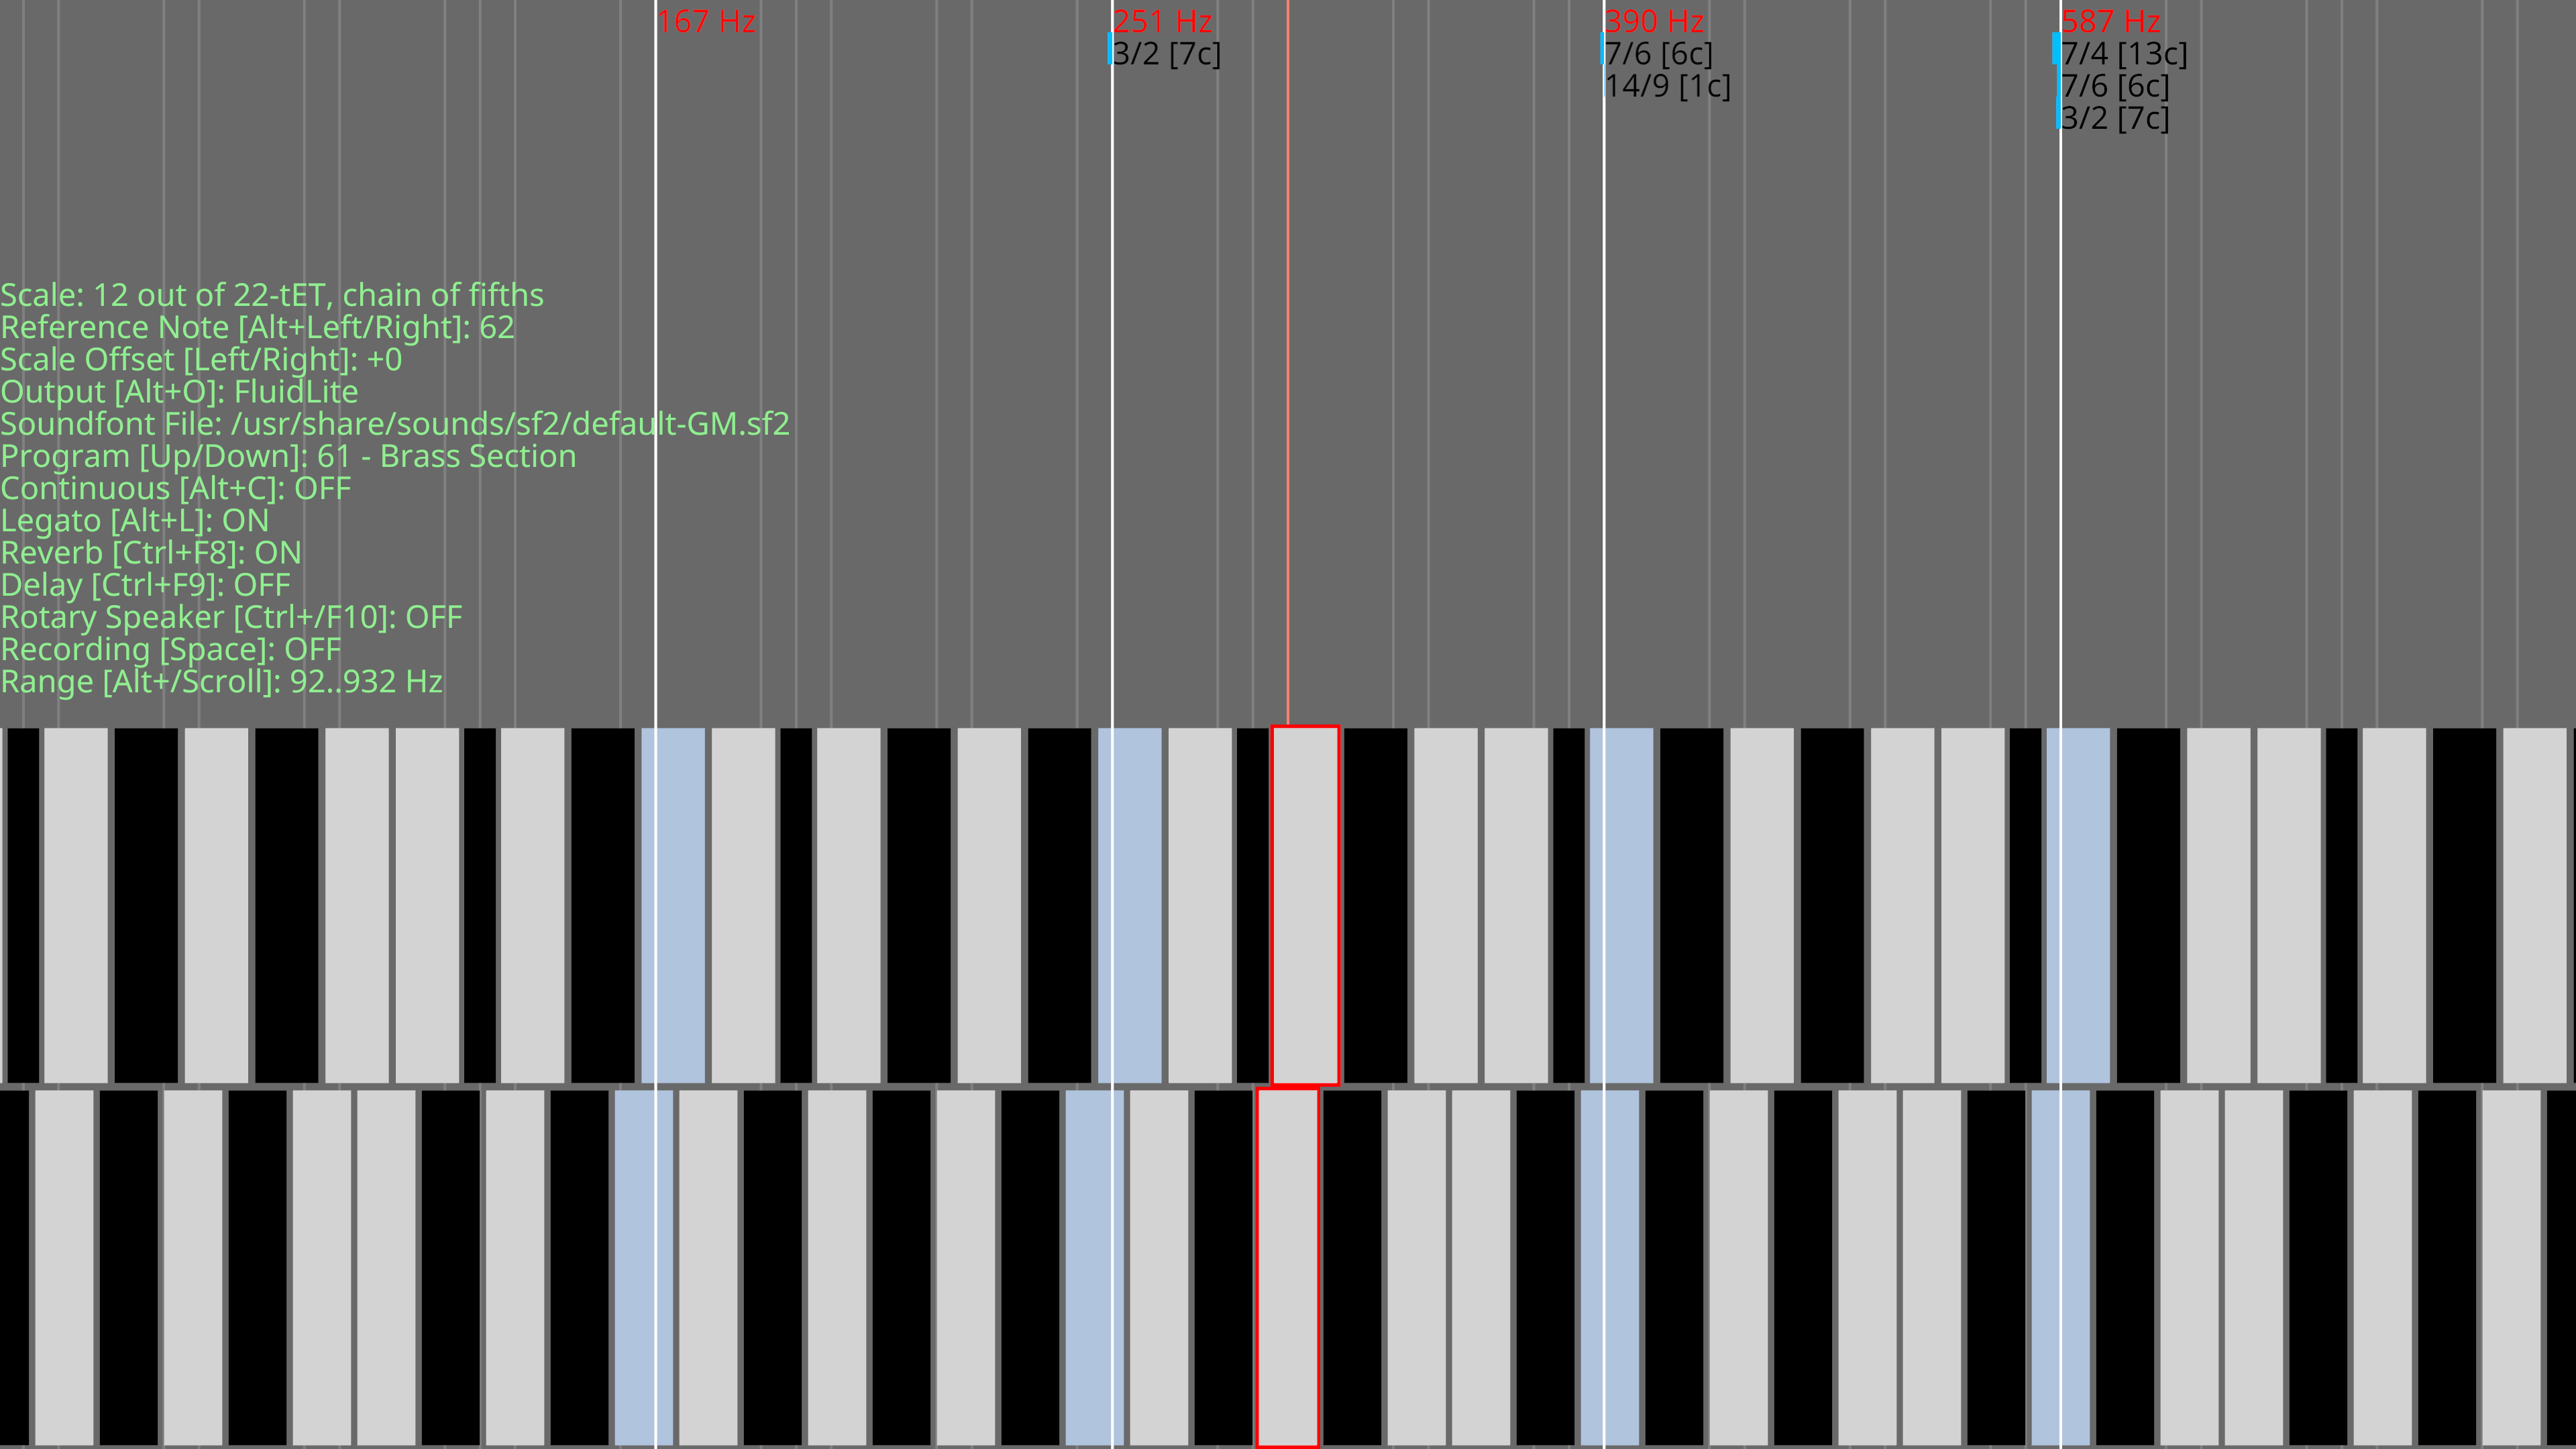 167 Hz
251 Hz
390 Hz
587 Hz
3/2 [7c]
7/6 [6c]
7/4 [13c]
14/9 [1c]
7/6 [6c]
3/2 [7c]
Scale: 12 out of 22-tET, chain of fifths
Reference Note [Alt+Left/Right]: 62
Scale Offset [Left/Right]: +0
Output [Alt+O]: FluidLite
Soundfont File: /usr/share/sounds/sf2/default-GM.sf2
Program [Up/Down]: 61 - Brass Section
Continuous [Alt+C]: OFF
Legato [Alt+L]: ON
Reverb [Ctrl+F8]: ON
Delay [Ctrl+F9]: OFF
Rotary Speaker [Ctrl+/F10]: OFF
Recording [Space]: OFF
Range [Alt+/Scroll]: 92..932 Hz